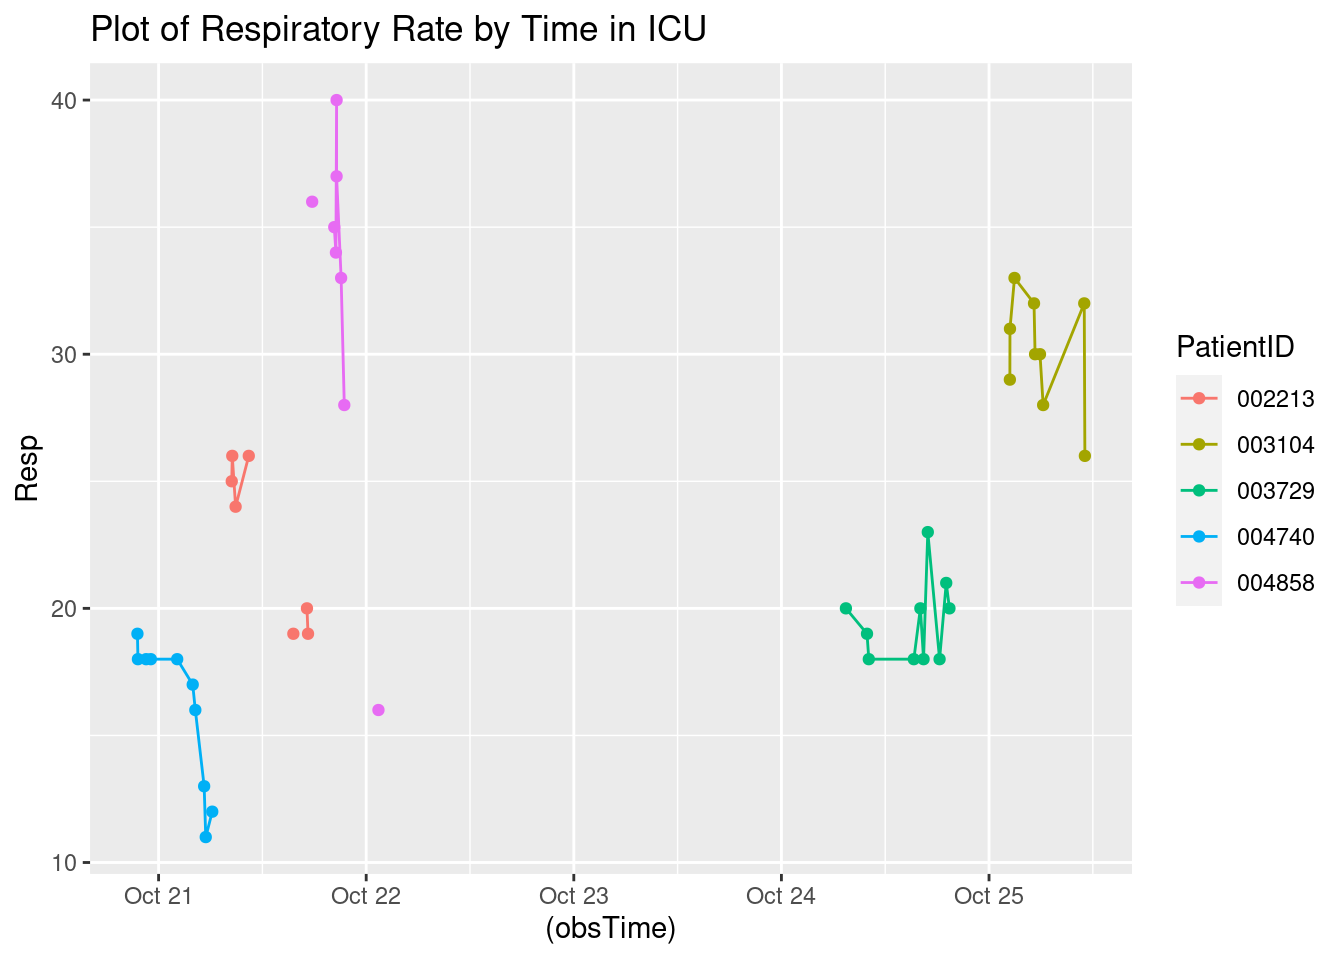 Plot of Respiratory Rate by Time in ICU
40
30
20
10
Resp
Oct 21 Oct 22 Oct 23 Oct 24 Oct 25
(obsTime)
PatientID
002213
003104
003729
004740
004858